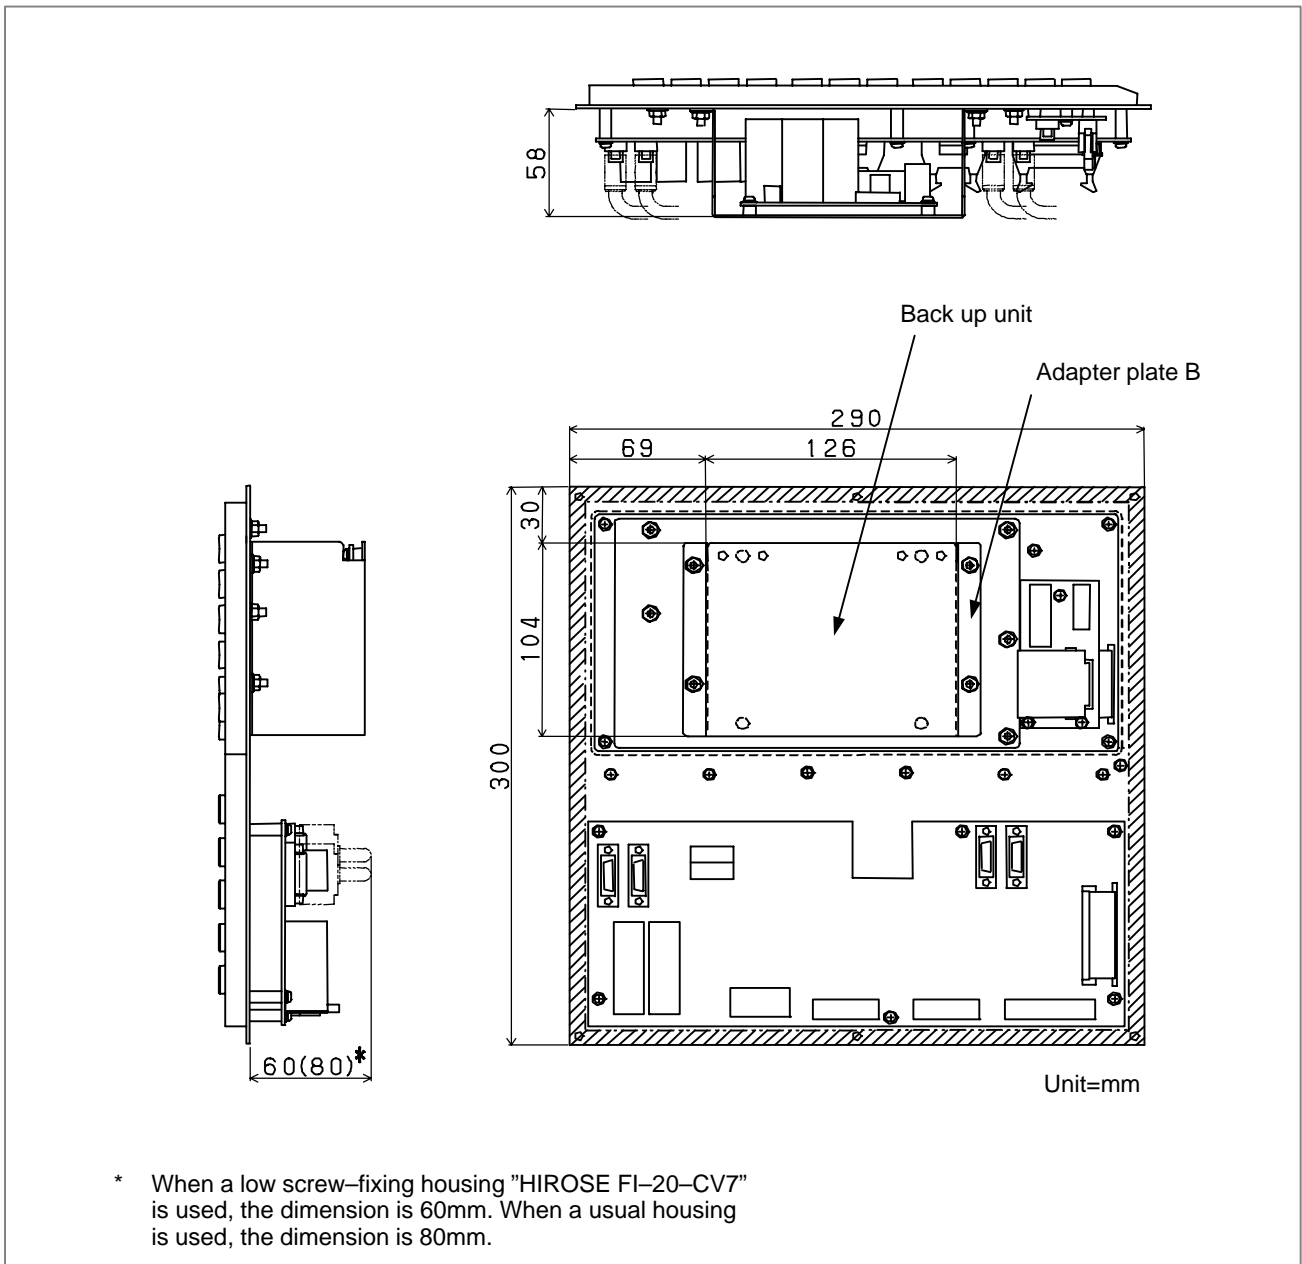 58
Back up unit
Adapter plate B
290
69
126
30
104
300
60(80)*
Unit=mm
* When a low screw–fixing housing ”HIROSE FI–20–CV7”
is used, the dimension is 60mm. When a usual housing
is used, the dimension is 80mm.